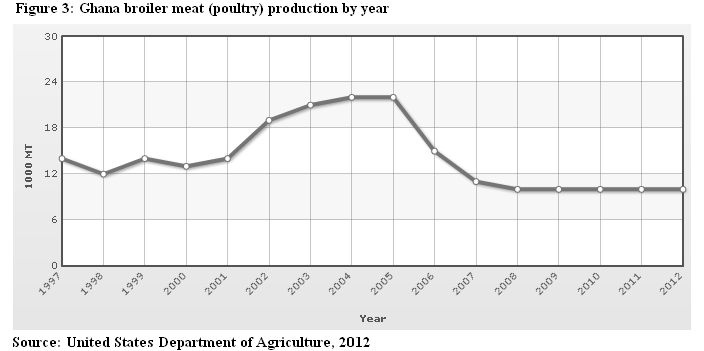 Figure 3: Ghana broiler meat (poultry) production by year
30
24
18
12
6
0
1000 MT
1997 1998 1999 2000 2001 2002 2003 2004 2005 2006 2007 2008 2009 2010 2011 2012
Year
Source: United States Department of Agriculture, 2012